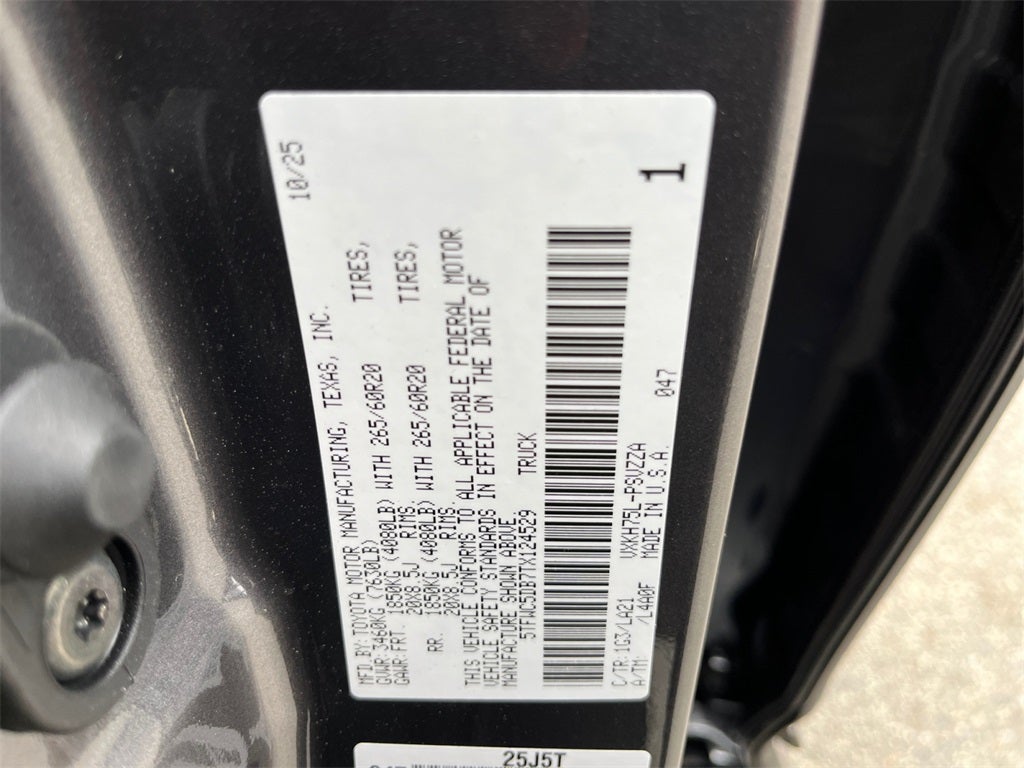 MFD.BY:TOYOTA MOTOR MANUFACTURING, TEXAS, INC. 10/25
GVWR:3460KG (7630LB)
GAWR:FRT. 1850KG (4080LB) WITH 265/60R20 TIRES,
20X8.5J RIMS.
RR. 1850KG (4080LB) WITH 265/60R20 TIRES,
20X8.5J RIMS.
THIS VEHICLE CONFORMS TO ALL APPLICABLE FEDERAL MOTOR
VEHICLE SAFETY STANDARDS IN EFFECT ON THE DATE OF
MANUFACTURE SHOWN ABOVE.
5TFWC5DB7TX124529 TRUCK
C/TR:1G3/LA21 VXKH75L-PSVZZA 047
A/TM: /L4A0F MADE IN U.S.A.
1
25J5T